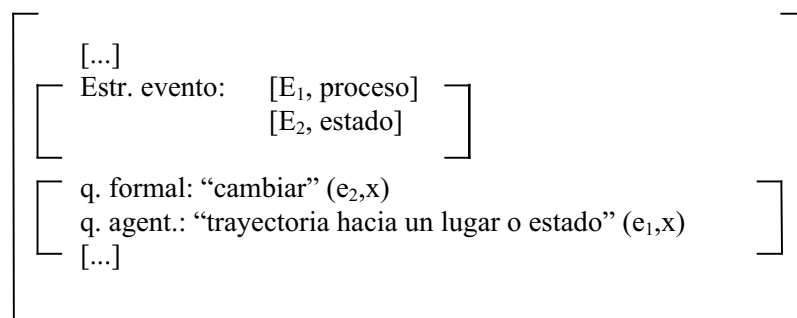 [...]
Estr. evento: [E₁, proceso]
[E₂, estado]
q. formal: “cambiar” (e₂,x)
q. agent.: “trayectoria hacia un lugar o estado” (e₁,x)
[...]